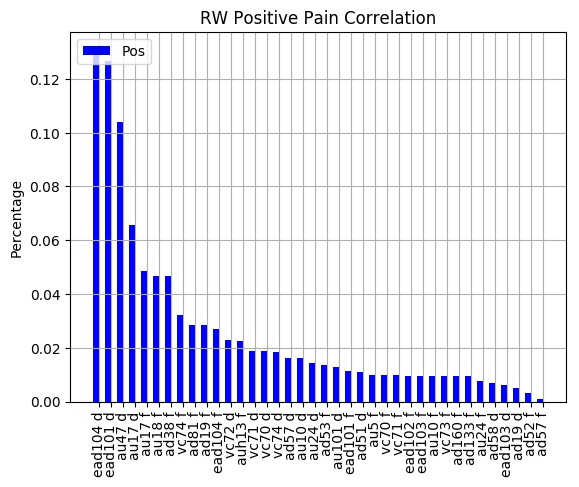 RW Positive Pain Correlation
Pos
Percentage
0.12
0.10
0.08
0.06
0.04
0.02
0.00
ead104 d
ead101 d
au47 d
au17 d
au17 f
au18 f
ad38 f
vc74 f
ad81 f
ad19 f
ead104 f
vc72 d
auh13 f
vc71 d
vc70 d
vc74 d
ad57 d
au10 d
au24 d
ad53 f
au101 d
ead101 f
ad51 d
au5 f
vc70 f
vc71 f
ead102 f
ead103 f
au10 f
vc73 f
ad160 f
ad133 f
au24 f
ad58 d
ead103 d
ad19 d
ad52 f
ad57 f